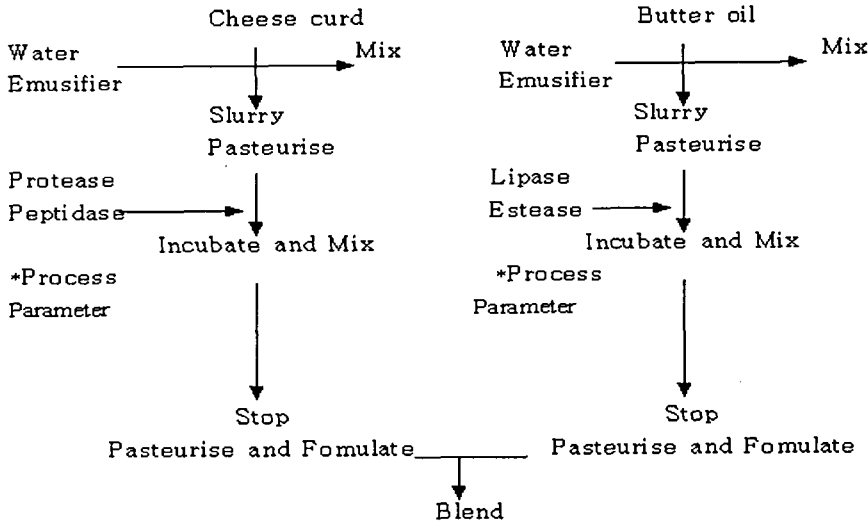 Cheese curd
Water
Emusifier
Mix
Slurry
Pasteurise
Protease
Peptidase
Incubate and Mix
*Process
Parameter
Stop
Pasteurise and Fomulate
Butter oil
Water
Emusifier
Mix
Slurry
Pasteurise
Lipase
Estease
Incubate and Mix
*Process
Parameter
Stop
Pasteurise and Fomulate
Blend